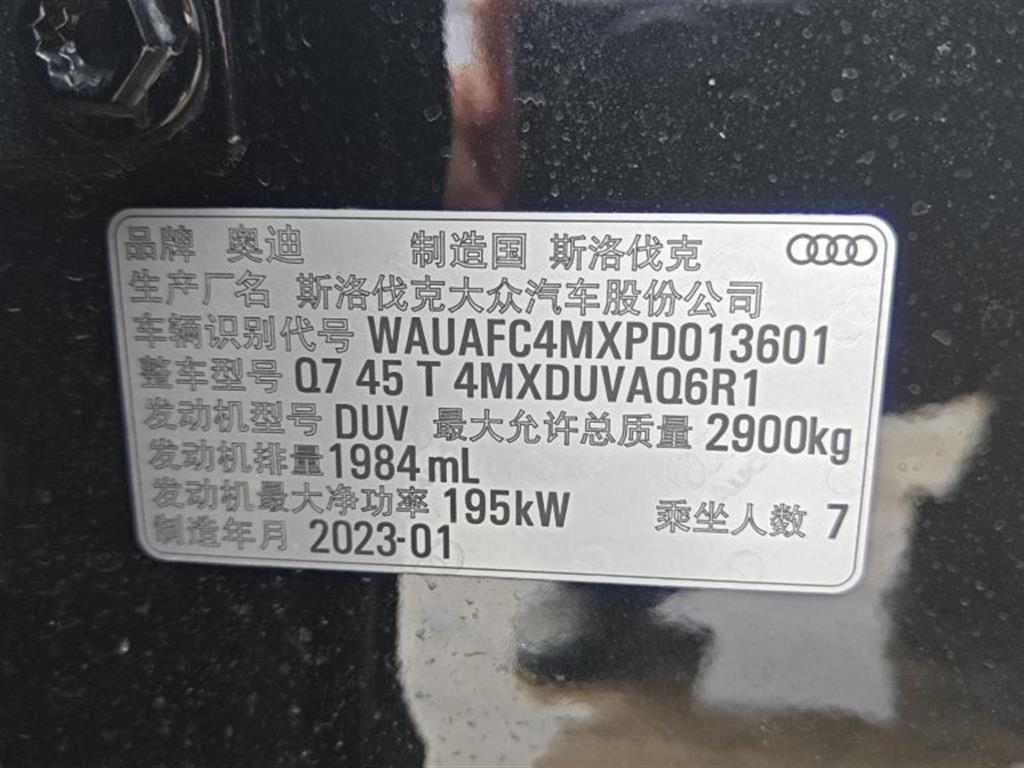 品牌 奥迪 制造国 斯洛伐克
生产厂名 斯洛伐克大众汽车股份公司
车辆识别代号 WAUAFC4MXPD013601
整车型号 Q7 45 T 4MXDUVAQ6R1
发动机型号 DUV 最大允许总质量 2900kg
发动机排量 1984 mL
发动机最大净功率 195kW 乘坐人数 7
制造年月 2023-01